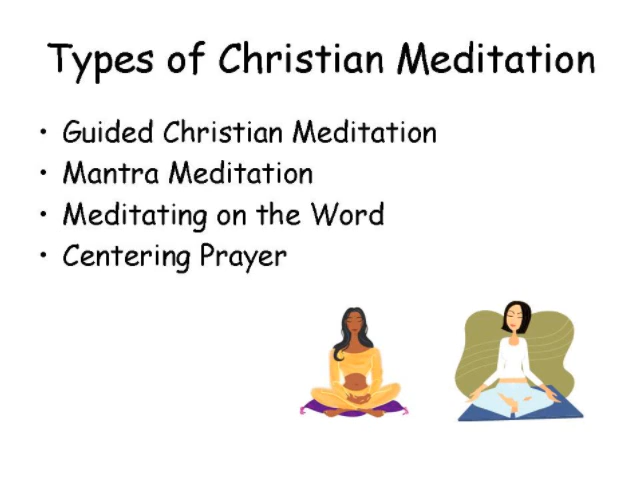 Types of Christian Meditation
• Guided Christian Meditation
• Mantra Meditation
• Meditating on the Word
• Centering Prayer